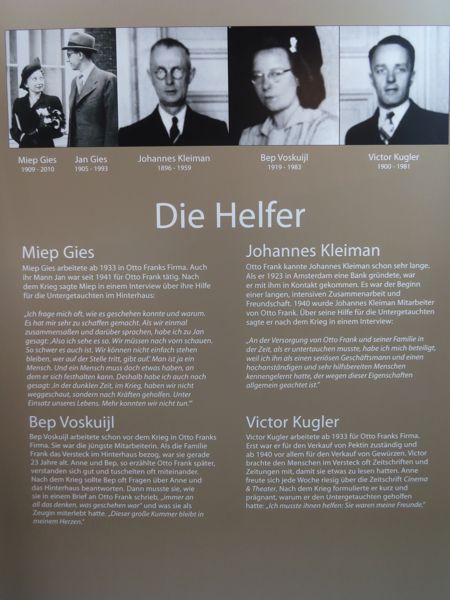 Miep Gies
1909 - 2010
Jan Gies
1905 - 1993
Johannes Kleiman
1896 - 1959
Bep Voskuijl
1919 - 1983
Victor Kugler
1900 - 1981
Die Helfer
Miep Gies
Miep Gies arbeitete ab 1933 in Otto Franks Firma. Auch
ihr Mann Jan war seit 1941 für Otto Frank tätig. Nach
dem Krieg sagte Miep in einem Interview über ihre Hilfe
für die Untergetauchten im Hinterhaus:
„Ich frage mich oft, wie es geschehen konnte und warum.
Es hat mir sehr zu schaffen gemacht. Als wir einmal
zusammensaßen und darüber sprachen, habe ich zu Jan
gesagt: ‚Also ich sehe es so. Wir müssen nach vorn schauen.
So schwer es auch ist. Wir können nicht einfach stehen
bleiben, wer auf der Stelle tritt, gibt auf.' Man ist ja ein
Mensch. Und ein Mensch muss doch etwas haben, an
dem er sich festhalten kann. Deshalb habe ich auch noch
gesagt: ‚In der dunklen Zeit, im Krieg, haben wir nicht
weggeschaut, sondern nach Kräften geholfen. Unter
Einsatz unseres Lebens. Mehr konnten wir nicht tun.'“
Bep Voskuijl
Bep Voskuijl arbeitete schon vor dem Krieg in Otto Franks
Firma. Sie war die jüngste Mitarbeiterin. Als die Familie
Frank das Versteck im Hinterhaus bezog, war sie gerade
23 Jahre alt. Anne und Bep, so erzählte Otto Frank später,
verstanden sich gut und tuschelten oft miteinander.
Nach dem Krieg sollte Bep oft Fragen über Anne und
das Hinterhaus beantworten. Dann musste sie, wie
sie in einem Brief an Otto Frank schrieb, „immer an
all das denken, was geschehen war“ und was sie als
Zeugin miterlebt hatte. „Dieser große Kummer bleibt in
meinem Herzen.“
Johannes Kleiman
Otto Frank kannte Johannes Kleiman schon sehr lange.
Als er 1923 in Amsterdam eine Bank gründete, war
er mit ihm in Kontakt gekommen. Es war der Beginn
einer langen, intensiven Zusammenarbeit und
Freundschaft. 1940 wurde Johannes Kleiman Mitarbeiter
von Otto Frank. Über seine Hilfe für die Untergetauchten
sagte er nach dem Krieg in einem Interview:
„An der Versorgung von Otto Frank und seiner Familie in
der Zeit, als er untertauchen musste, habe ich mich beteiligt,
weil ich ihn als einen seriösen Geschäftsmann und einen
hochanständigen und sehr hilfsbereiten Menschen
kennengelernt hatte, der wegen dieser Eigenschaften
allgemein geachtet ist.“
Victor Kugler
Victor Kugler arbeitete ab 1933 für Otto Franks Firma.
Erst war er für den Verkauf von Pektin zuständig und
ab 1940 vor allem für den Verkauf von Gewürzen. Victor
brachte den Menschen im Versteck oft Zeitschriften und
Zeitungen mit, damit sie etwas zu lesen hatten. Anne
freute sich jede Woche riesig über die Zeitschrift Cinema
& Theater. Nach dem Krieg formulierte er kurz und
prägnant, warum er den Untergetauchten geholfen
hatte: „Ich musste ihnen helfen: Sie waren meine Freunde.“